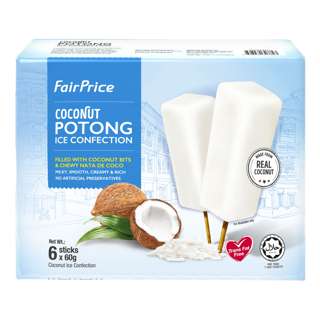 FairPrice
COCONUT
POTONG
ICE CONFECTION
FILLED WITH COCONUT BITS
& CHEWY NATA DE COCO
MILKY, SMOOTH, CREAMY & RICH
NO ARTIFICIAL PRESERVATIVES
MADE FROM
REAL
COCONUT
Net Wt.:
6 sticks
x 60g
Coconut Ice Confection
Trans Fat
Free